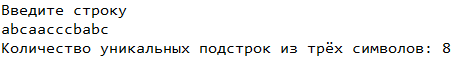 Введите строку
abcaacccbabc
Количество уникальных подстрок из трёх символов: 8